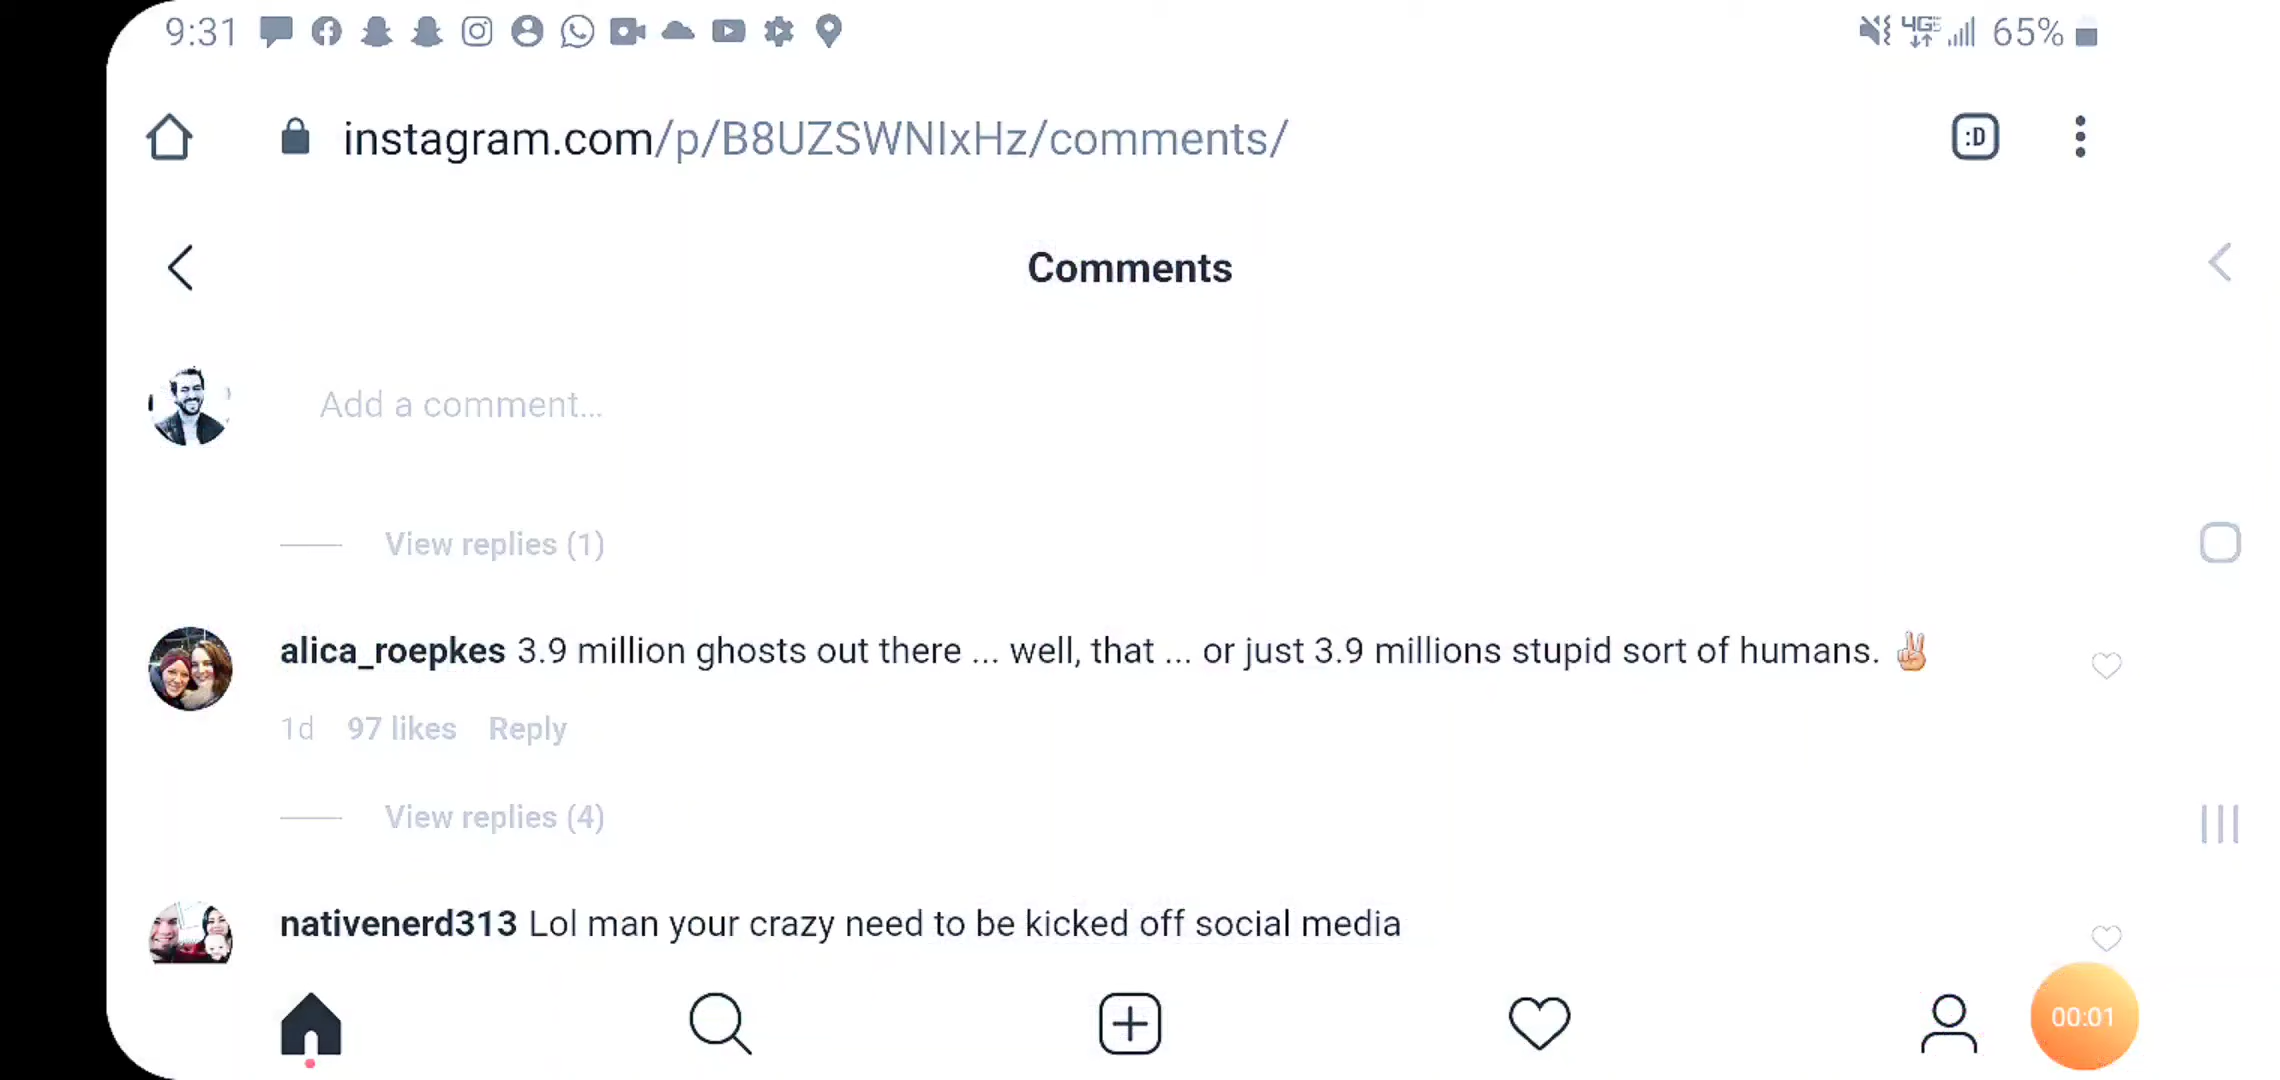 9:31
4G 65%
instagram.com/p/B8UZSWNIxHz/comments/
:D
Comments
Add a comment...
View replies (1)
alica_roepkes 3.9 million ghosts out there ... well, that ... or just 3.9 millions stupid sort of humans. ✌🏼
1d 97 likes Reply
View replies (4)
nativenerd313 Lol man your crazy need to be kicked off social media
00:01